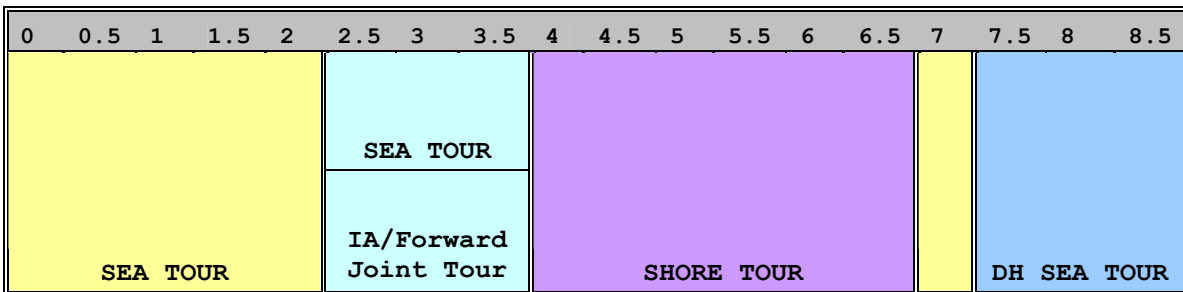 0 0.5 1 1.5 2 2.5 3 3.5 4 4.5 5 5.5 6 6.5 7 7.5 8 8.5
SEA TOUR
SEA TOUR
IA/Forward
Joint Tour
SHORE TOUR
DH SEA TOUR